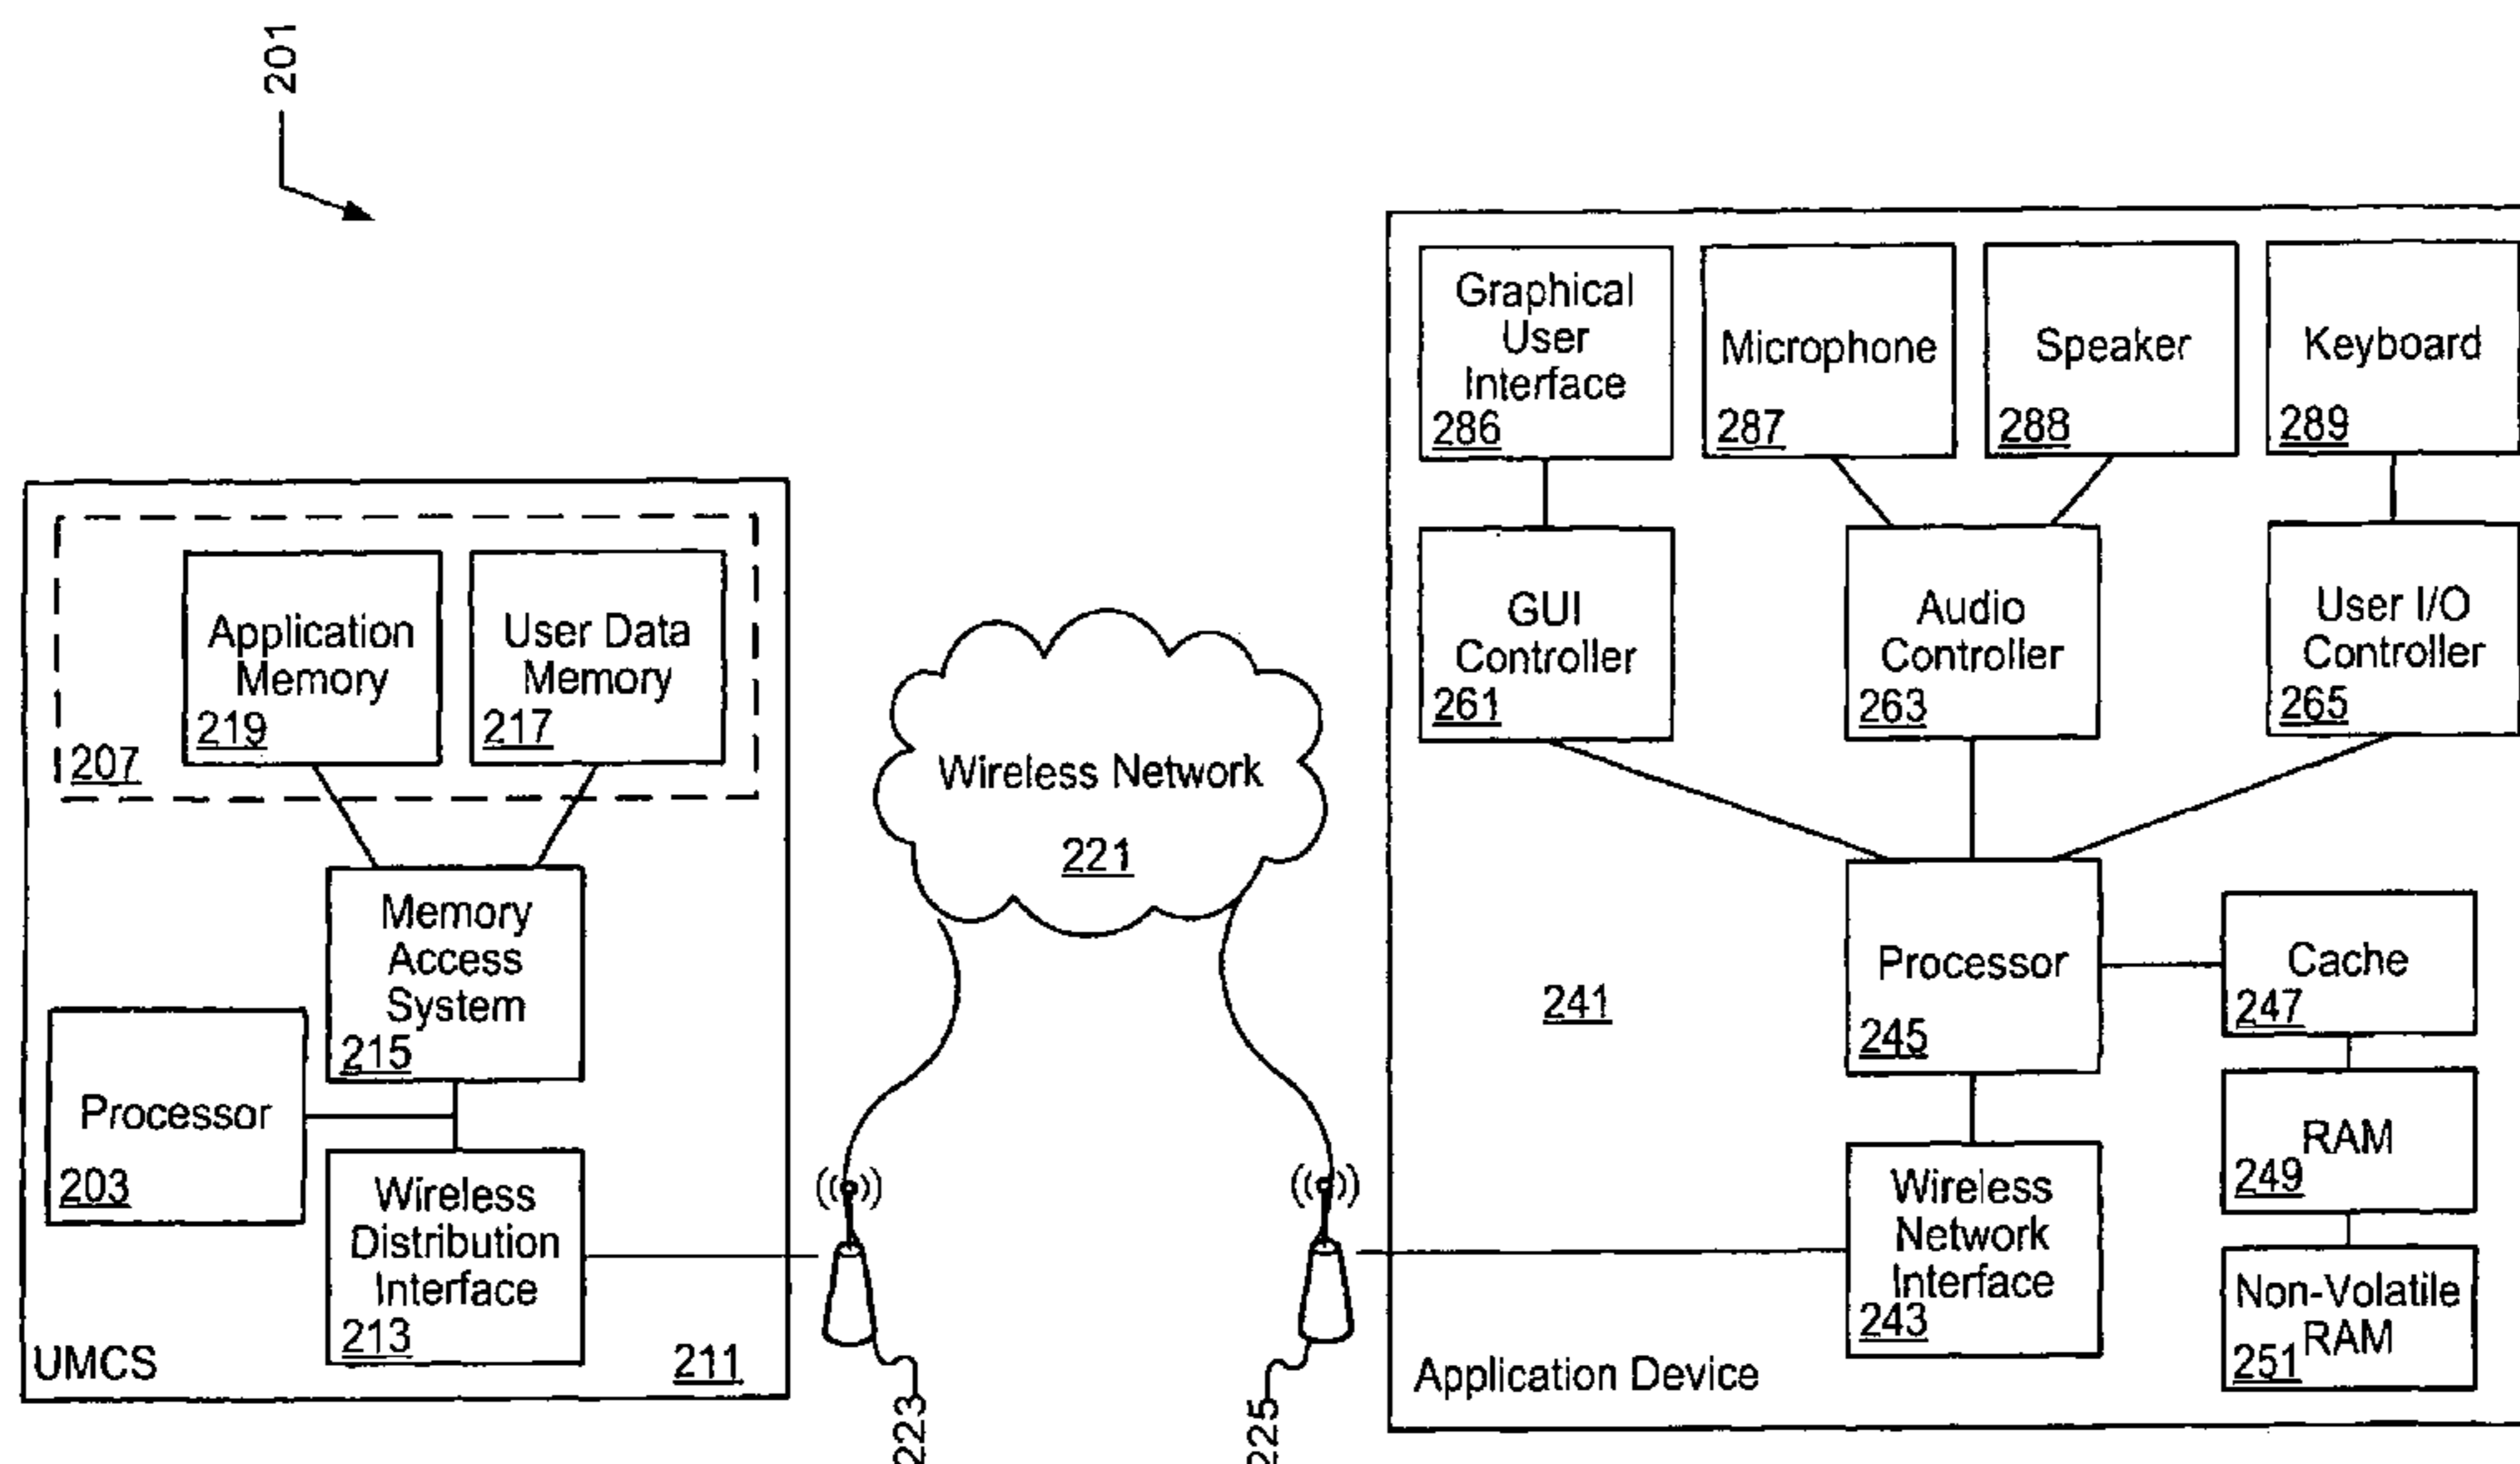 201
Application
Memory
219
User Data
Memory
217
207
Memory
Access
System
215
Processor
203
Wireless
Distribution
Interface
213
UMCS
211
Wireless Network
221
223
225
Graphical
User
Interface
286
Microphone
287
Speaker
288
Keyboard
289
GUI
Controller
261
Audio
Controller
263
User I/O
Controller
265
241
Processor
245
Cache
247
RAM
249
Non-Volatile
RAM
251
Wireless
Network
Interface
243
Application Device